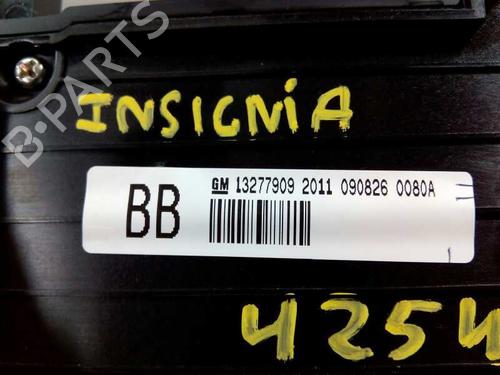 INSIGNIA
BB
GM 13277909 2011 090826 0080A
4254
B-PARTS